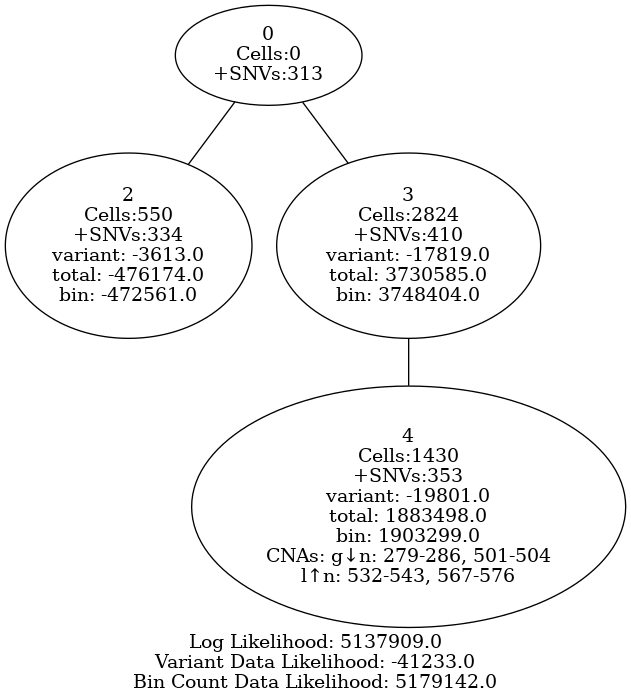 0
Cells:0
+SNVs:313
2
Cells:550
+SNVs:334
variant: -3613.0
total: -476174.0
bin: -472561.0
3
Cells:2824
+SNVs:410
variant: -17819.0
total: 3730585.0
bin: 3748404.0
4
Cells:1430
+SNVs:353
variant: -19801.0
total: 1883498.0
bin: 1903299.0
CNAs: g↓n: 279-286, 501-504
l↑n: 532-543, 567-576
Log Likelihood: 5137909.0
Variant Data Likelihood: -41233.0
Bin Count Data Likelihood: 5179142.0